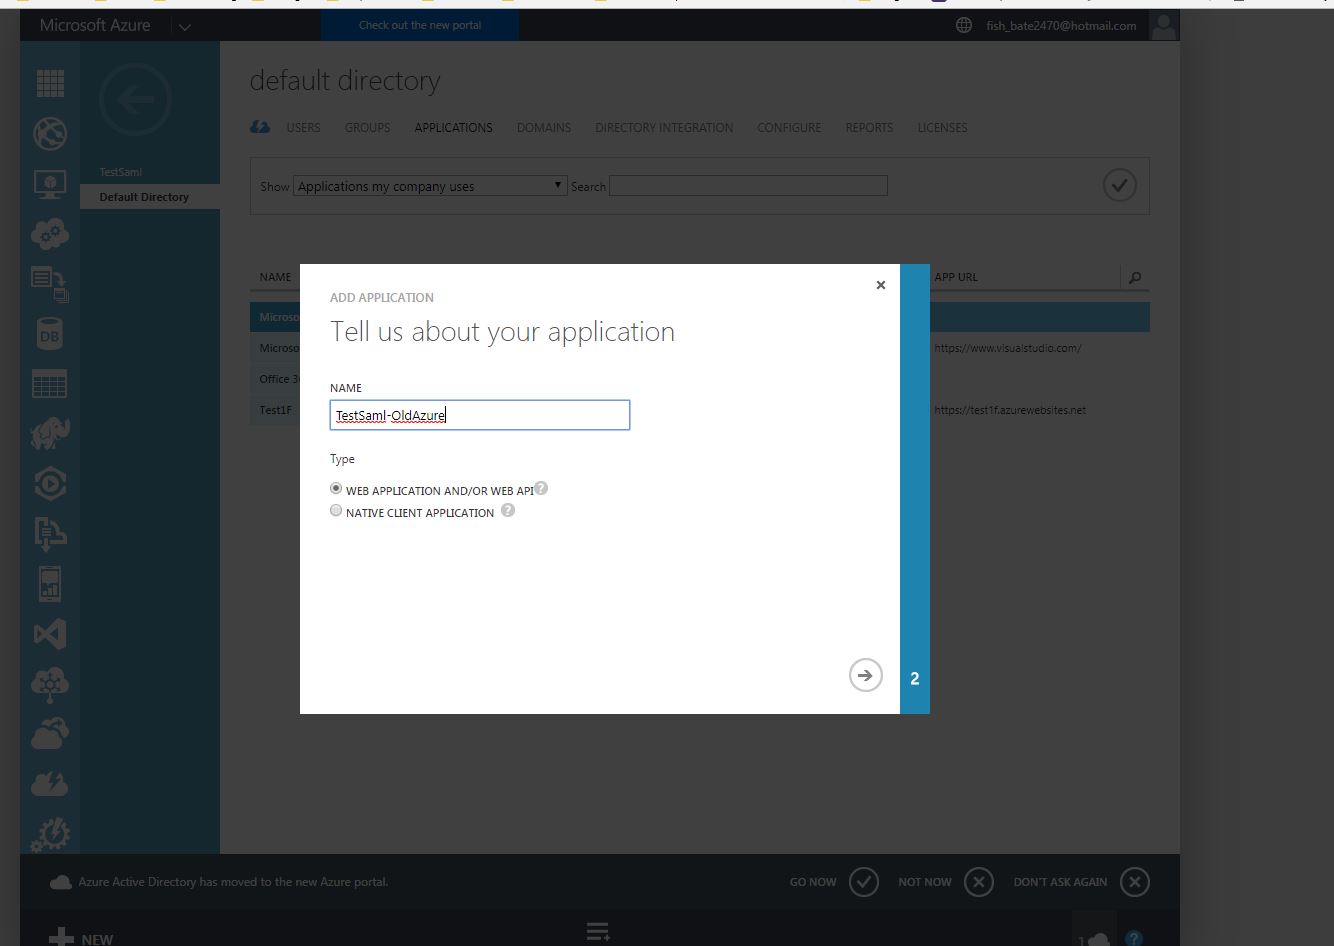 Microsoft Azure
Check out the new portal
fish_bate2470@hotmail.com
default directory
USERS GROUPS APPLICATIONS DOMAINS DIRECTORY INTEGRATION CONFIGURE REPORTS LICENSES
TestSaml
Default Directory
Show Applications my company uses Search
NAME
APP URL
Microso
Microso
https://www.visualstudio.com/
Office 3
Test1F
https://test1f.azurewebsites.net
ADD APPLICATION
Tell us about your application
NAME
TestSaml-OldAzure
Type
WEB APPLICATION AND/OR WEB API ?
NATIVE CLIENT APPLICATION ?
2
DB
Azure Active Directory has moved to the new Azure portal.
GO NOW NOT NOW DON'T ASK AGAIN
NEW
1
?